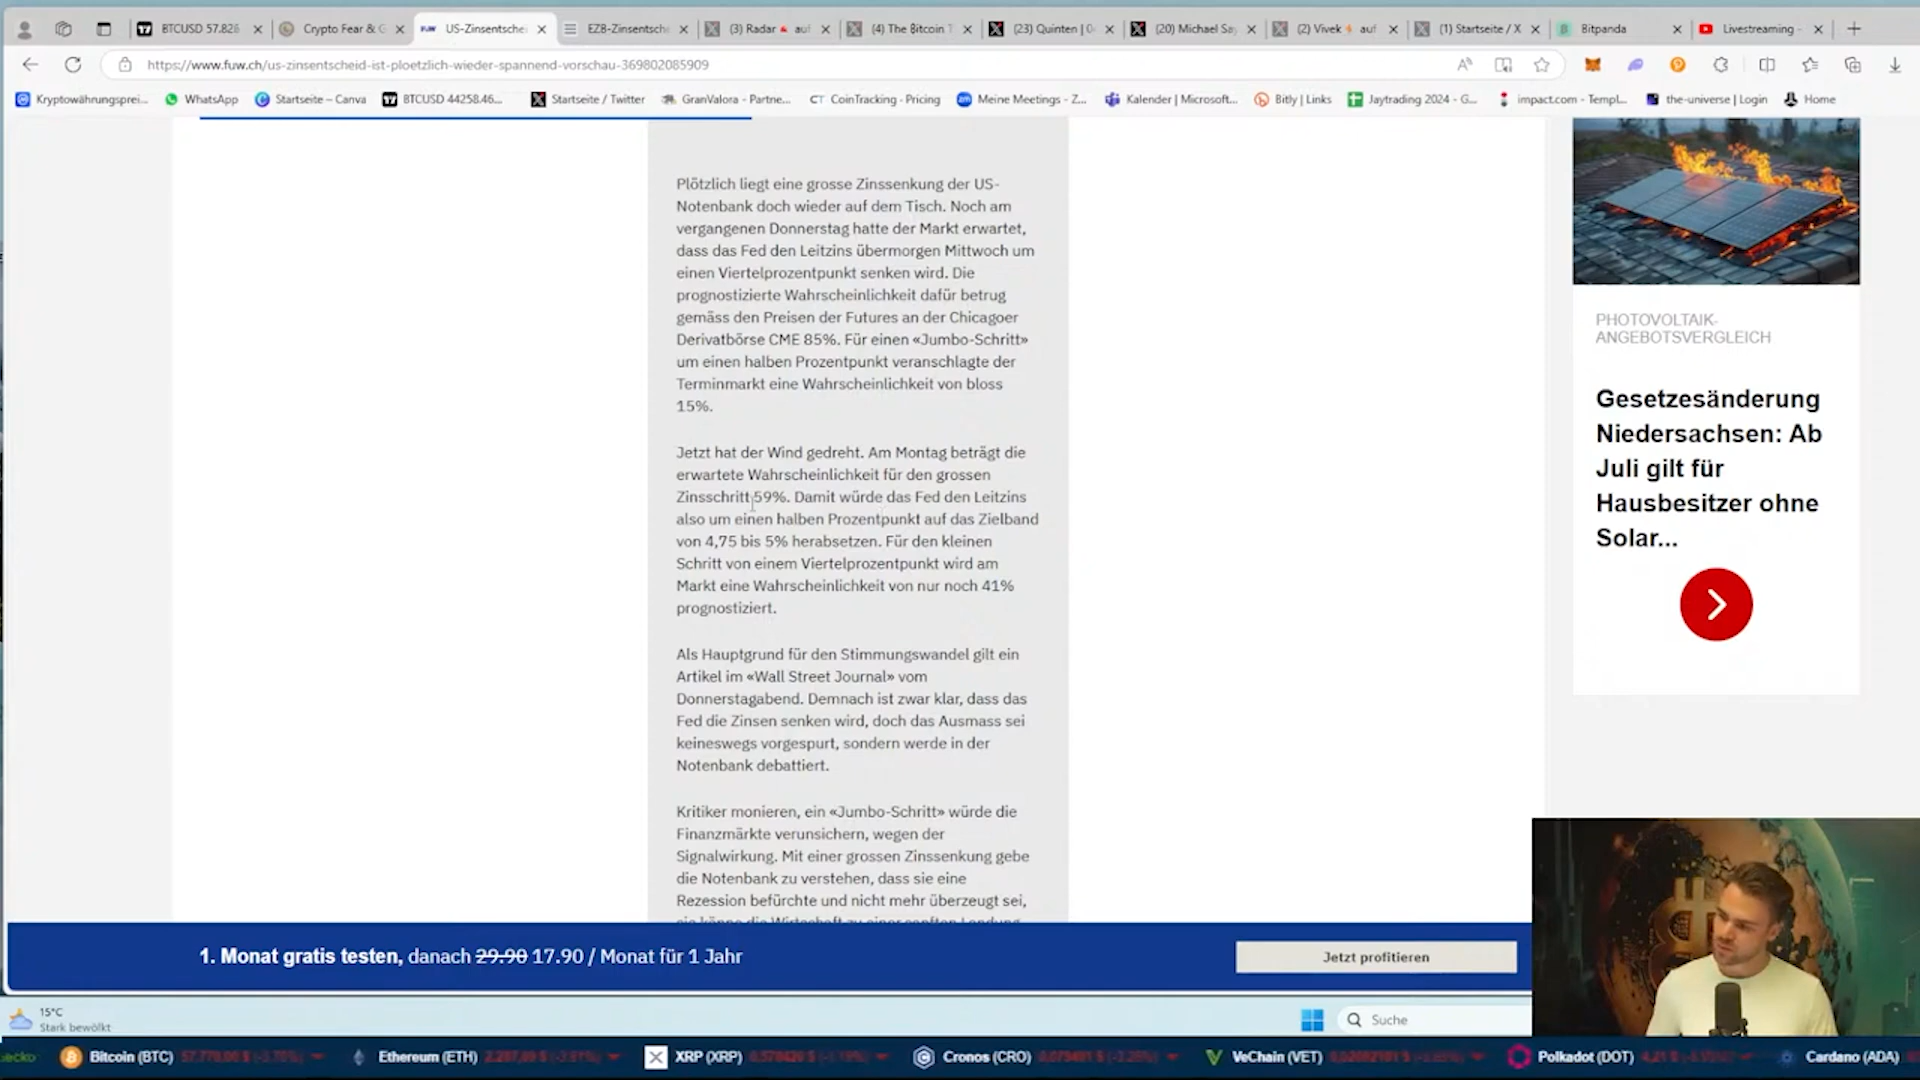 BTCUSD 57.826
Crypto Fear & G
US-Zinsentsche
EZB-Zinsentsch
(3) Radar auf
(4) The ₿itcoin T
(23) Quinten | 0
(20) Michael Say
(2) Vivek auf
(1) Startseite / X
Bitpanda
Livestreaming -
https://www.fuw.ch/us-zinsentscheid-ist-ploetzlich-wieder-spannend-vorschau-369802085909
Kryptowährungsprei...
WhatsApp
Startseite – Canva
BTCUSD 44258.46...
Startseite / Twitter
GranValora - Partne...
CoinTracking · Pricing
Meine Meetings - Z...
Kalender | Microsoft...
Bitly | Links
Jaytrading 2024 - G...
impact.com - Templ...
the-universe | Login
Home
Plötzlich liegt eine grosse Zinssenkung der US-
Notenbank doch wieder auf dem Tisch. Noch am
vergangenen Donnerstag hatte der Markt erwartet,
dass das Fed den Leitzins übermorgen Mittwoch um
einen Viertelprozentpunkt senken wird. Die
prognostizierte Wahrscheinlichkeit dafür betrug
gemäss den Preisen der Futures an der Chicagoer
Derivatbörse CME 85%. Für einen «Jumbo-Schritt»
um einen halben Prozentpunkt veranschlagte der
Terminmarkt eine Wahrscheinlichkeit von bloss
15%.
Jetzt hat der Wind gedreht. Am Montag beträgt die
erwartete Wahrscheinlichkeit für den grossen
Zinsschritt 59%. Damit würde das Fed den Leitzins
also um einen halben Prozentpunkt auf das Zielband
von 4,75 bis 5% herabsetzen. Für den kleinen
Schritt von einem Viertelprozentpunkt wird am
Markt eine Wahrscheinlichkeit von nur noch 41%
prognostiziert.
Als Hauptgrund für den Stimmungswandel gilt ein
Artikel im «Wall Street Journal» vom
Donnerstagabend. Demnach ist zwar klar, dass das
Fed die Zinsen senken wird, doch das Ausmass sei
keineswegs vorgespurt, sondern werde in der
Notenbank debattiert.
Kritiker monieren, ein «Jumbo-Schritt» würde die
Finanzmärkte verunsichern, wegen der
Signalwirkung. Mit einer grossen Zinssenkung gebe
die Notenbank zu verstehen, dass sie eine
Rezession befürchte und nicht mehr überzeugt sei,
sie könne die Wirtschaft zu einer sanften Landung
PHOTOVOLTAIK-
ANGEBOTSVERGLEICH
Gesetzesänderung
Niedersachsen: Ab
Juli gilt für
Hausbesitzer ohne
Solar...
1. Monat gratis testen, danach 29.90 17.90 / Monat für 1 Jahr
Jetzt profitieren
15°C
Stark bewölkt
Suche
Bitcoin (BTC)
Ethereum (ETH)
XRP (XRP)
Cronos (CRO)
VeChain (VET)
Polkadot (DOT)
Cardano (ADA)